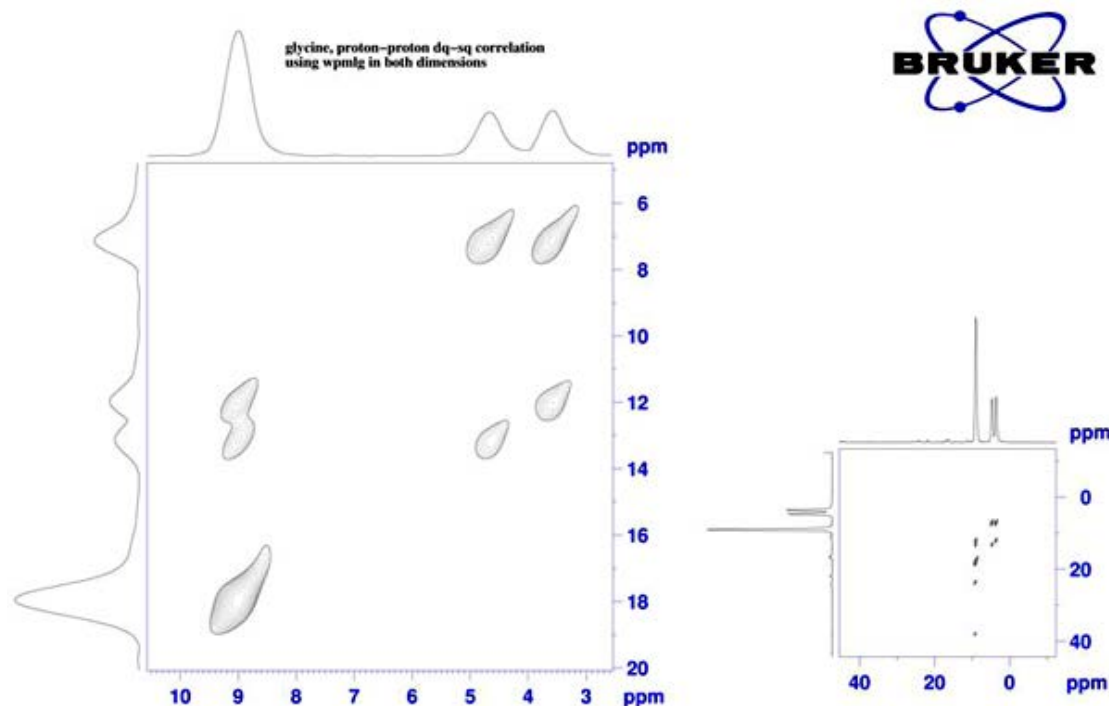 glycine, proton-proton dq-sq correlation
using wpmlg in both dimensions
BRUKER
ppm
6
8
10
12
14
16
18
20
10 9 8 7 6 5 4 3 ppm
ppm
0
20
40
40 20 0 ppm